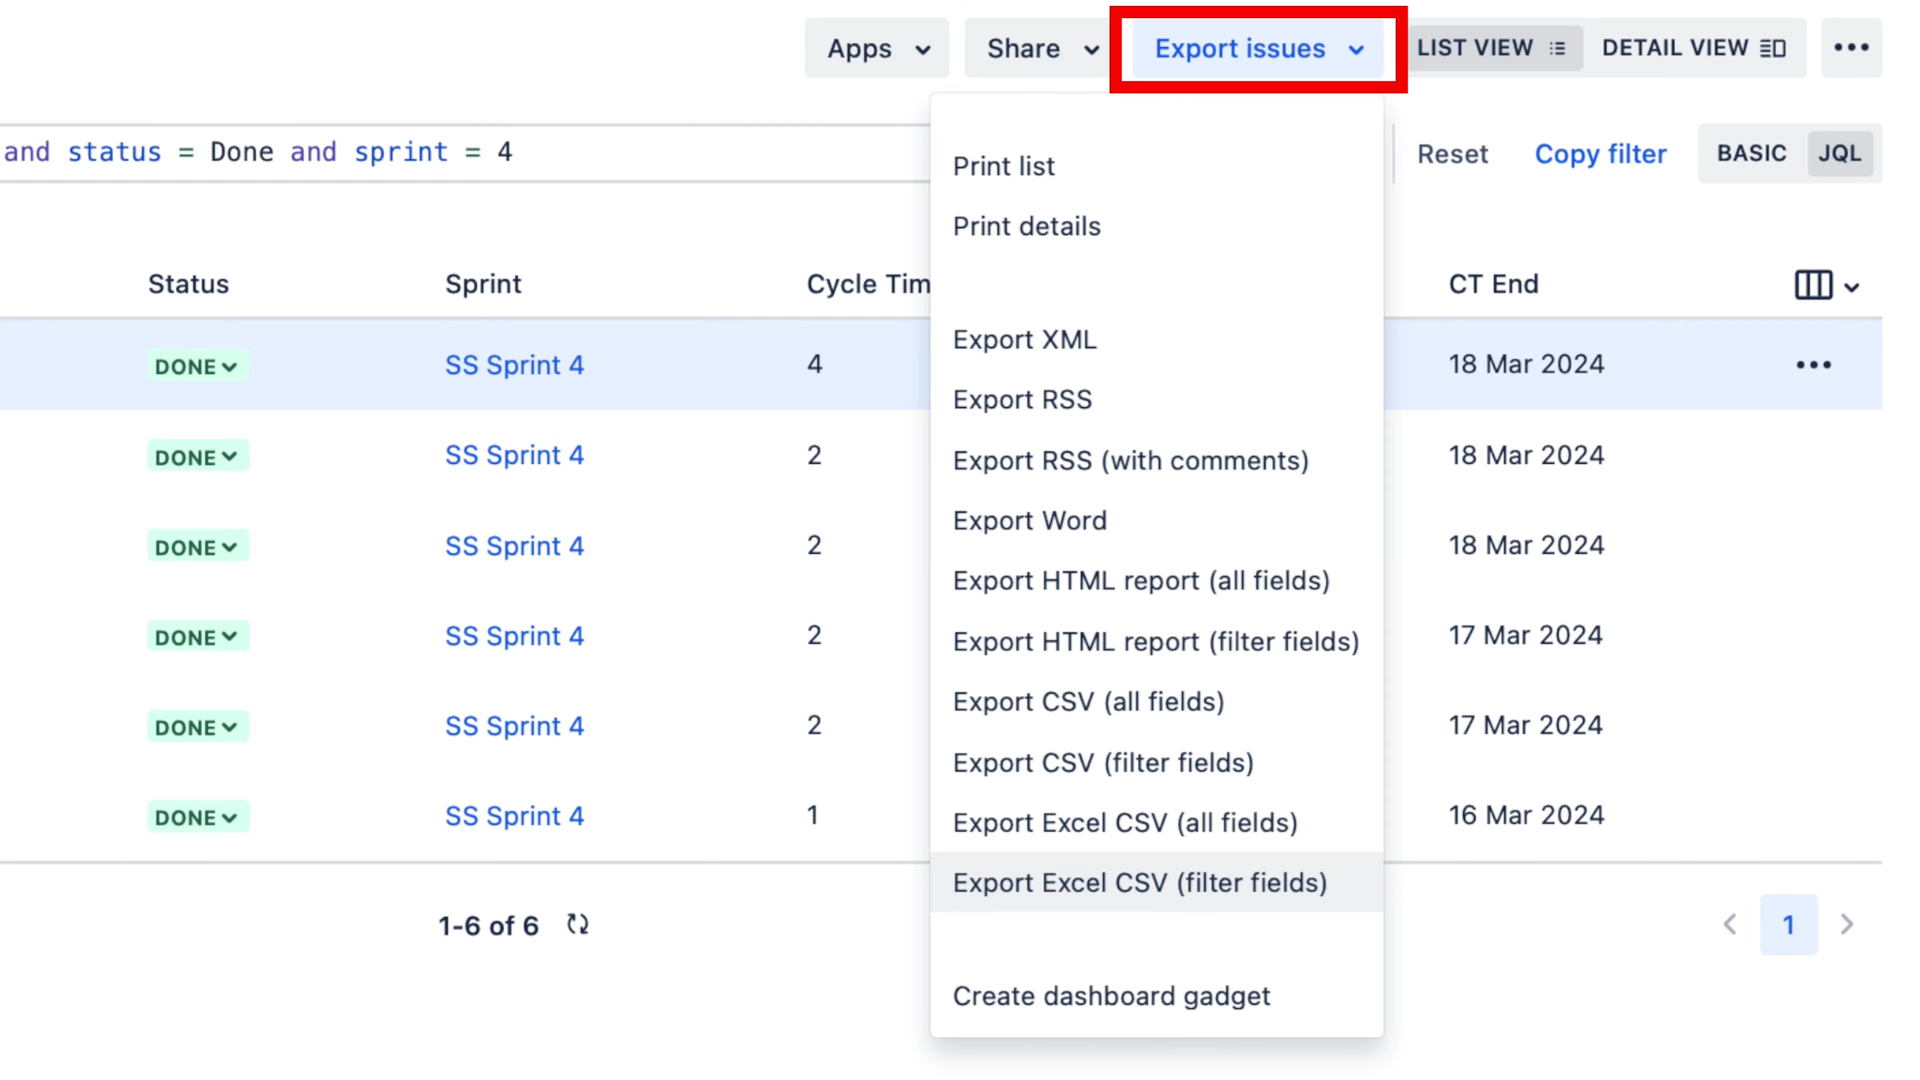 Apps Share Export issues LIST VIEW DETAIL VIEW
and status = Done and sprint = 4
Reset Copy filter BASIC JQL
Status Sprint Cycle Tim CT End
DONE SS Sprint 4 4 18 Mar 2024
DONE SS Sprint 4 2 18 Mar 2024
DONE SS Sprint 4 2 18 Mar 2024
DONE SS Sprint 4 2 17 Mar 2024
DONE SS Sprint 4 2 17 Mar 2024
DONE SS Sprint 4 1 16 Mar 2024
1-6 of 6
1
Print list
Print details
Export XML
Export RSS
Export RSS (with comments)
Export Word
Export HTML report (all fields)
Export HTML report (filter fields)
Export CSV (all fields)
Export CSV (filter fields)
Export Excel CSV (all fields)
Export Excel CSV (filter fields)
Create dashboard gadget